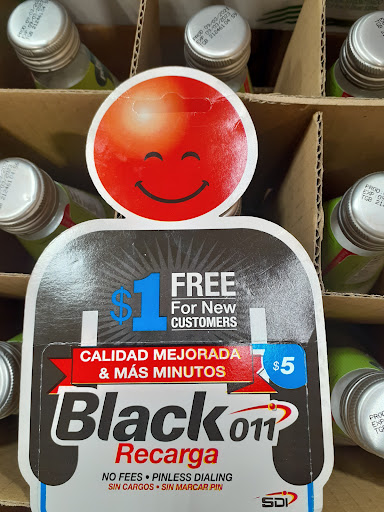 $1 FREE
For New
CUSTOMERS
CALIDAD MEJORADA
& MÁS MINUTOS
$5
Black 011
Recarga
NO FEES • PINLESS DIALING
SIN CARGOS • SIN MARCAR PIN
SDI